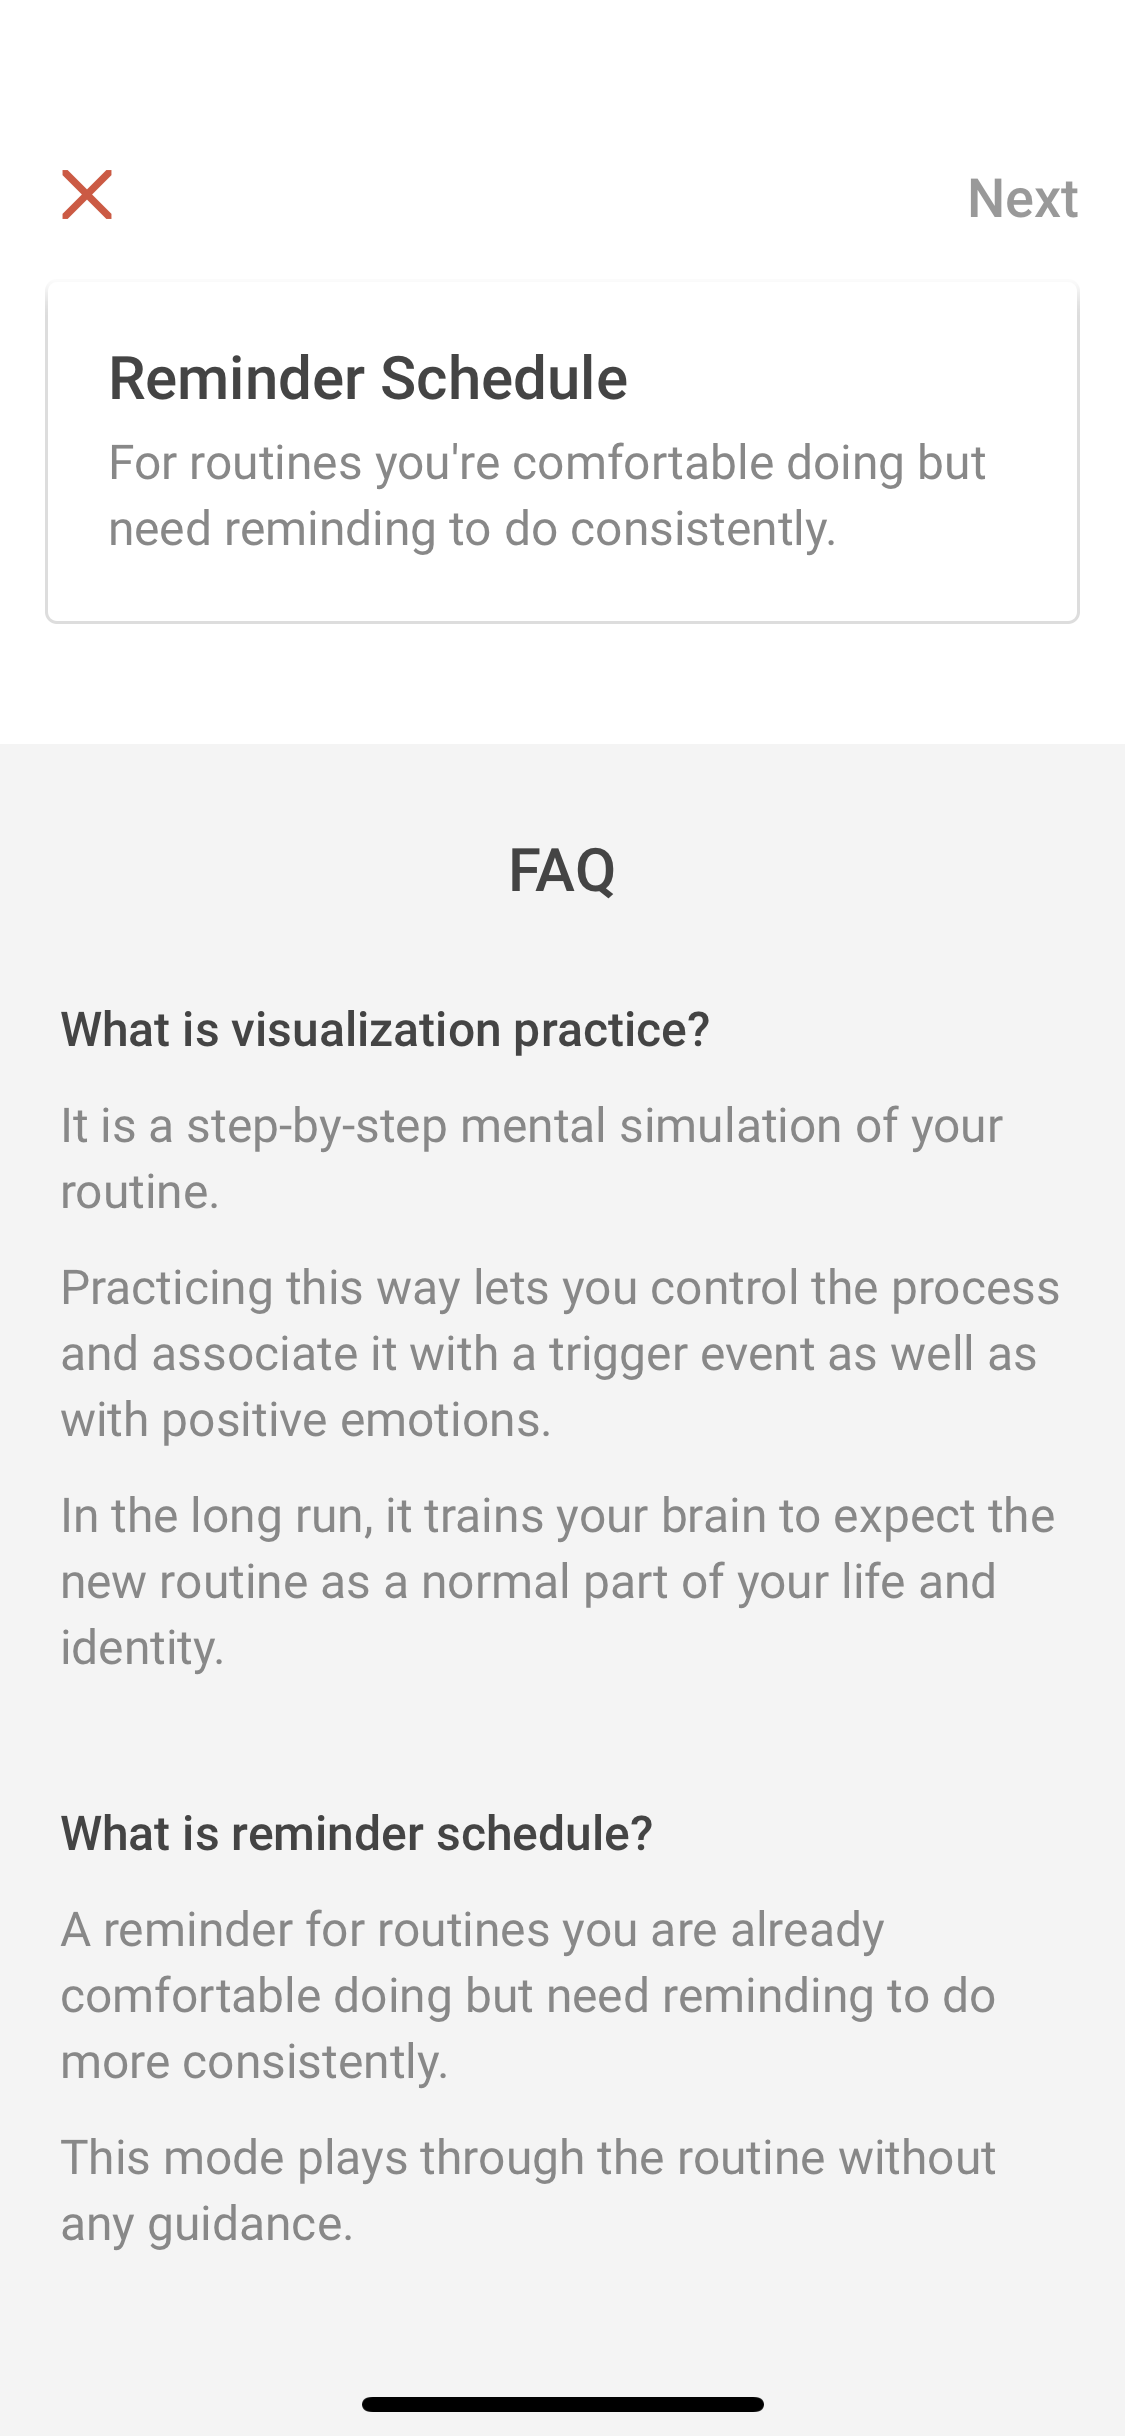 Next
Reminder Schedule
For routines you're comfortable doing but
need reminding to do consistently.
FAQ
What is visualization practice?
It is a step-by-step mental simulation of your
routine.
Practicing this way lets you control the process
and associate it with a trigger event as well as
with positive emotions.
In the long run, it trains your brain to expect the
new routine as a normal part of your life and
identity.
What is reminder schedule?
A reminder for routines you are already
comfortable doing but need reminding to do
more consistently.
This mode plays through the routine without
any guidance.